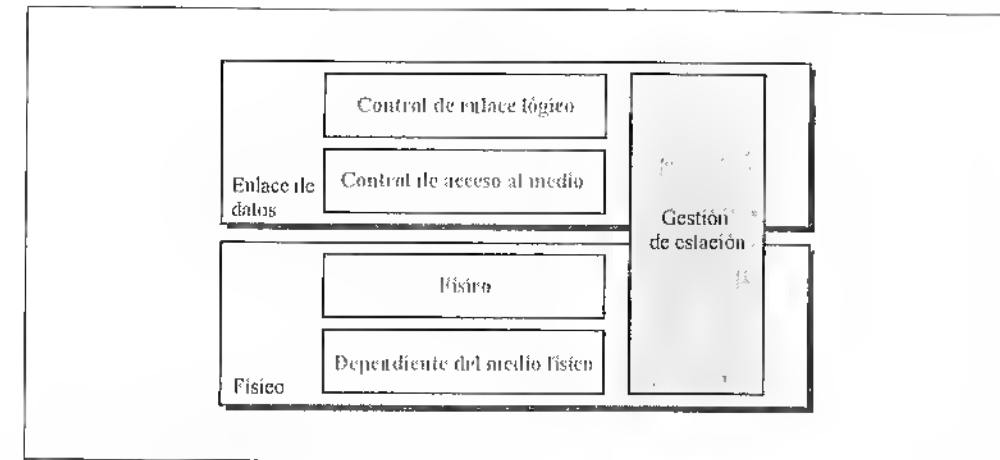 Control de enlace lógico
Control de acceso al medio
Enlace de
datos
Gestión
de estación
Físico
Dependiente del medio físico
Físico